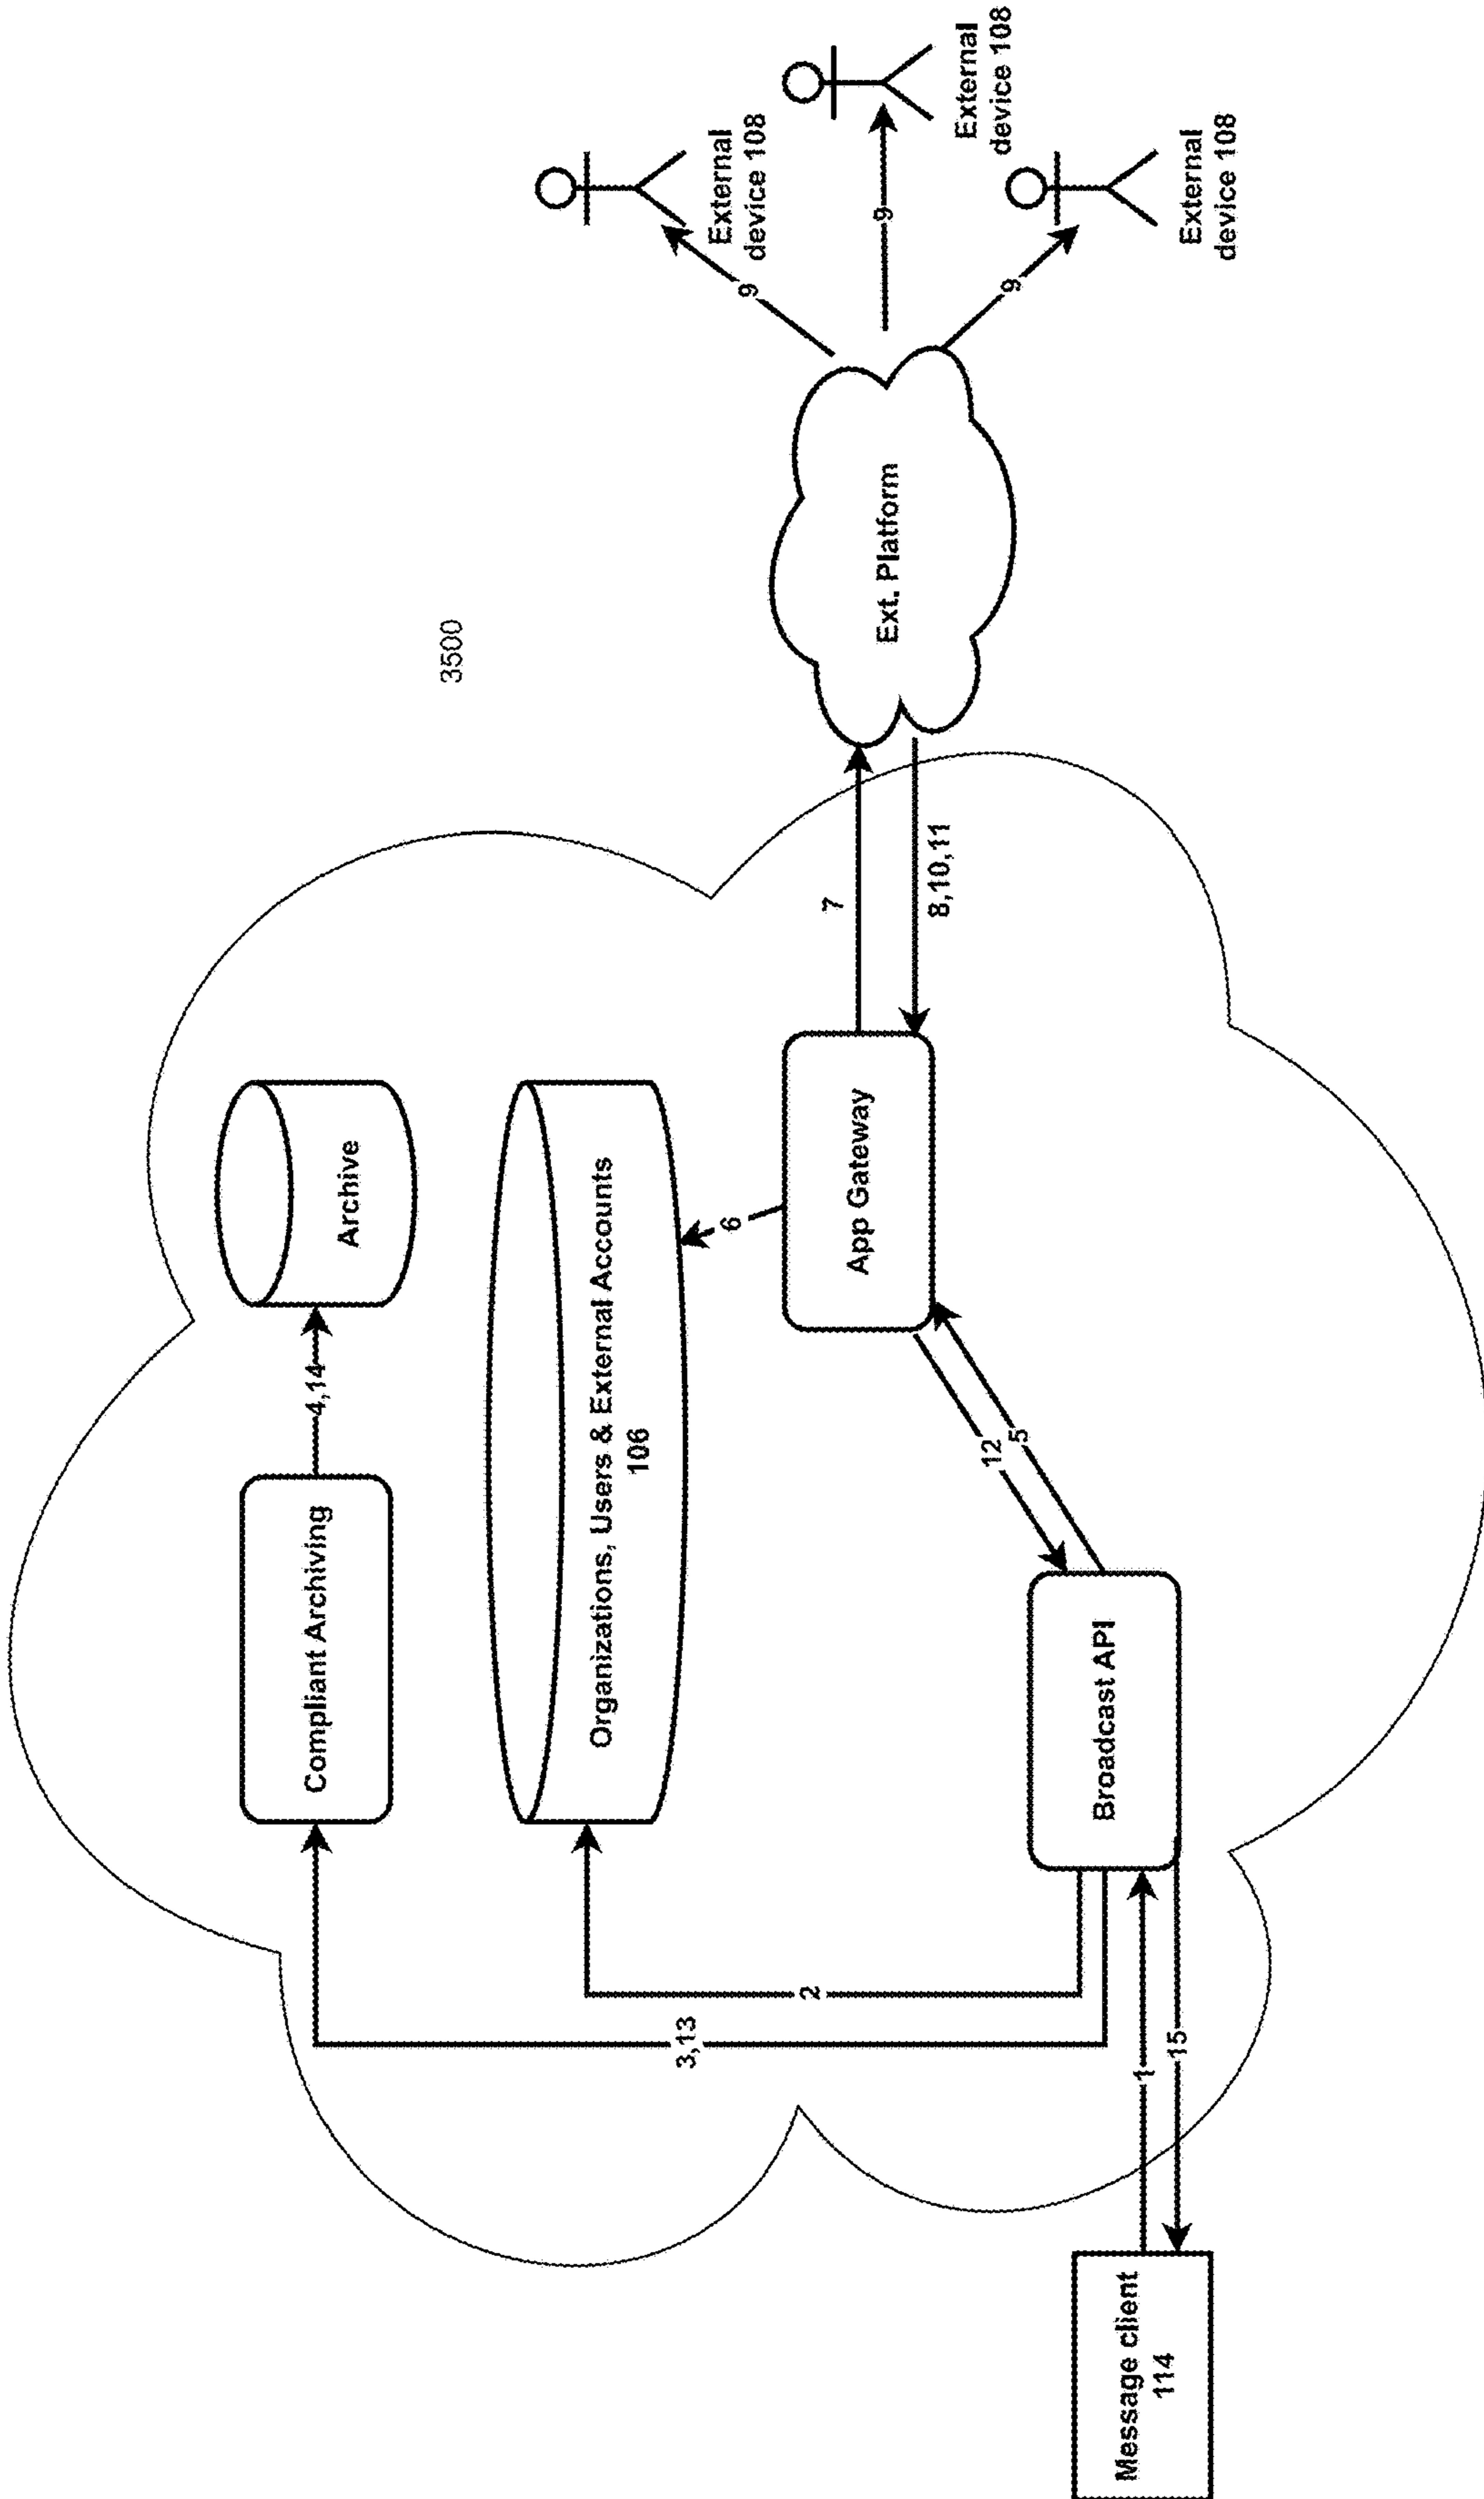 3500
Compliant Archiving
4,14
Archive
3,13
Organizations, Users & External Accounts
106
2
6
App Gateway
7
8,10,11
Ext. Platform
9
9
9
External
device 108
External
device 108
External
device 108
12
5
Broadcast API
1
15
Message client
114